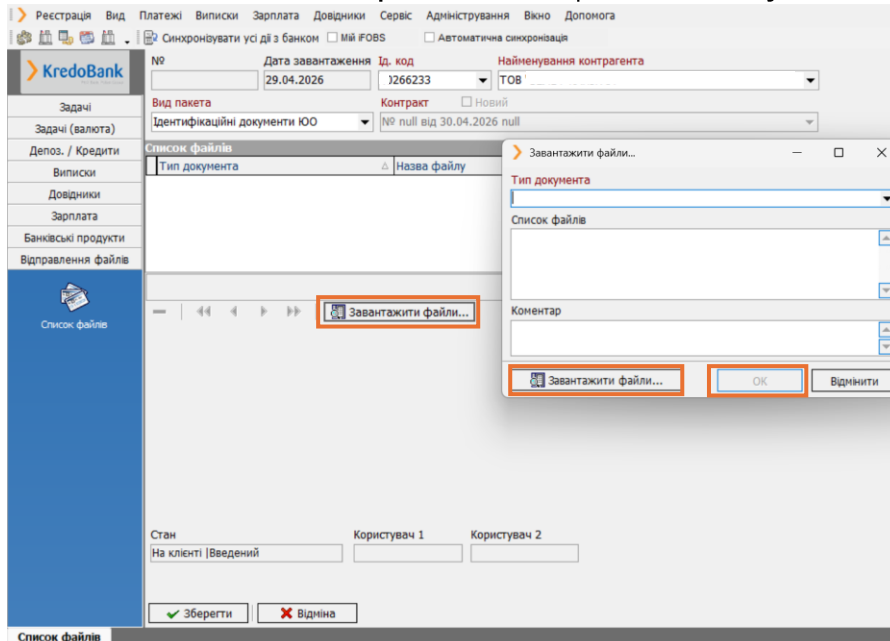 Реєстрація Вид Платежі Виписки Зарплата Довідники Сервіс Адміністрування Вікно Допомога
Синхронізувати усі дії з банком Мій iFOBS Автоматична синхронізація
KredoBank
№ Дата завантаження Ід. код Найменування контрагента
29.04.2026 3266233 ТОВ
Вид пакета Контракт Новий
Ідентифікаційні документи ЮО № null від 30.04.2026 null
Задачі
Задачі (валюта)
Депоз. / Кредити
Виписки
Довідники
Зарплата
Банківські продукти
Відправлення файлів
Список файлів
Список файлів
Тип документа Назва файлу
Завантажити файли...
Завантажити файли...
Тип документа
Список файлів
Коментар
Завантажити файли... ОК Відмінити
Стан Користувач 1 Користувач 2
На клієнті |Введений
Зберегти Відміна
Список файлів